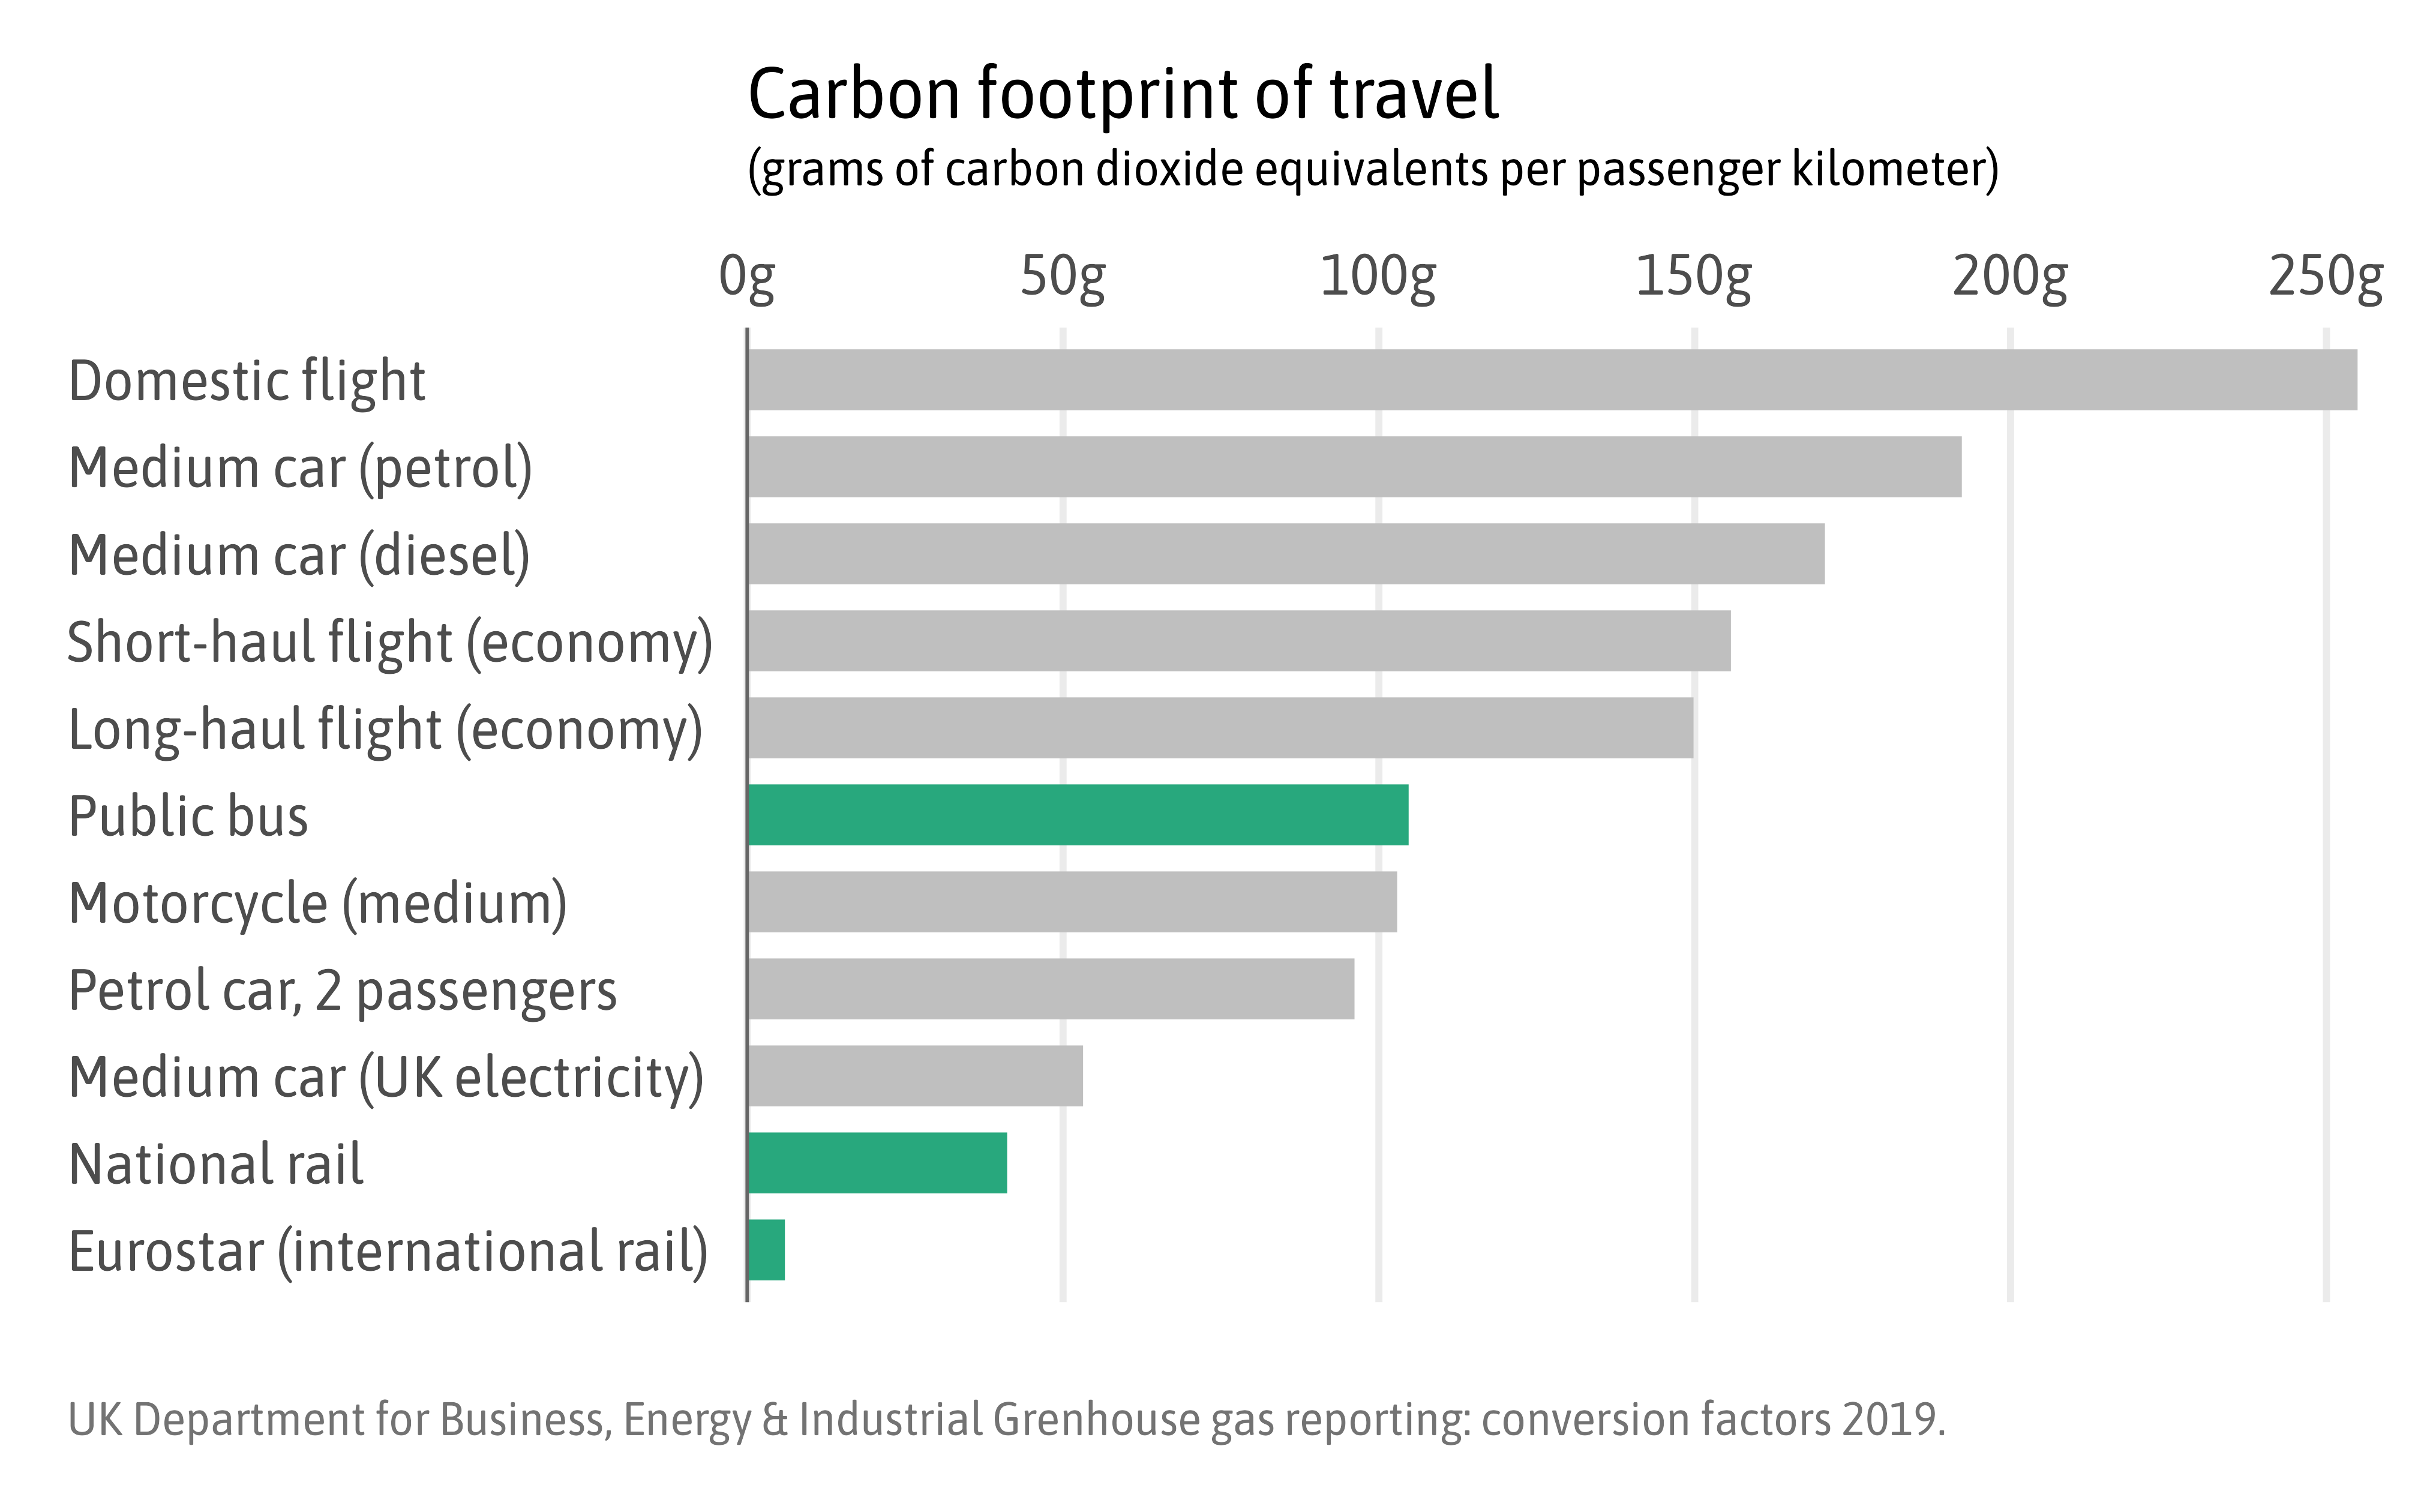 Carbon footprint of travel
(grams of carbon dioxide equivalents per passenger kilometer)
0g 50g 100g 150g 200g 250g
Domestic flight
Medium car (petrol)
Medium car (diesel)
Short-haul flight (economy)
Long-haul flight (economy)
Public bus
Motorcycle (medium)
Petrol car, 2 passengers
Medium car (UK electricity)
National rail
Eurostar (international rail)
UK Department for Business, Energy & Industrial Grenhouse gas reporting: conversion factors 2019.